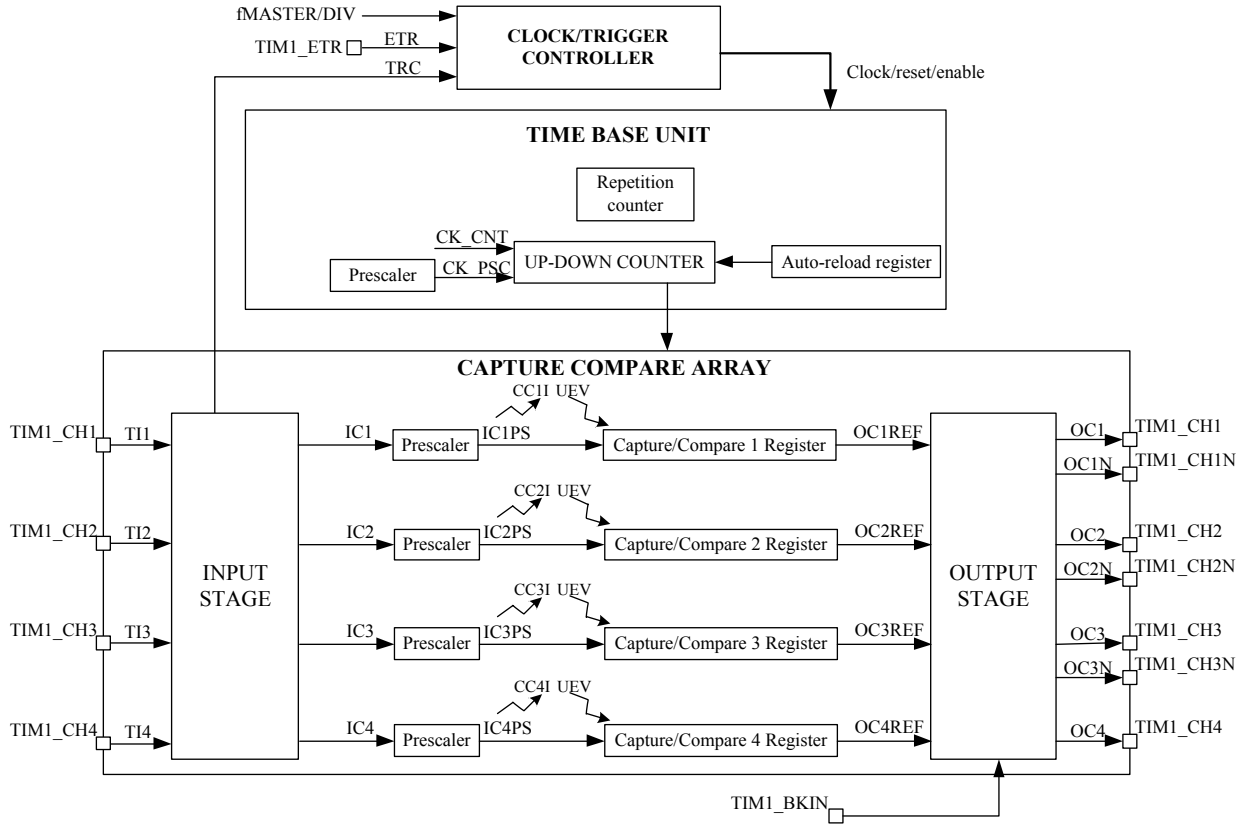 fMASTER/DIV
TIM1_ETR
ETR
TRC
CLOCK/TRIGGER
CONTROLLER
Clock/reset/enable
TIME BASE UNIT
Repetition
counter
CK_CNT
Prescaler
CK_PSC
UP-DOWN COUNTER
Auto-reload register
CAPTURE COMPARE ARRAY
INPUT
STAGE
OUTPUT
STAGE
TIM1_CH1
TI1
IC1
Prescaler
IC1PS
CC1I
UEV
Capture/Compare 1 Register
OC1REF
OC1
TIM1_CH1
OC1N
TIM1_CH1N
TIM1_CH2
TI2
IC2
Prescaler
IC2PS
CC2I
UEV
Capture/Compare 2 Register
OC2REF
OC2
TIM1_CH2
OC2N
TIM1_CH2N
TIM1_CH3
TI3
IC3
Prescaler
IC3PS
CC3I
UEV
Capture/Compare 3 Register
OC3REF
OC3
TIM1_CH3
OC3N
TIM1_CH3N
TIM1_CH4
TI4
IC4
Prescaler
IC4PS
CC4I
UEV
Capture/Compare 4 Register
OC4REF
OC4
TIM1_CH4
TIM1_BKIN